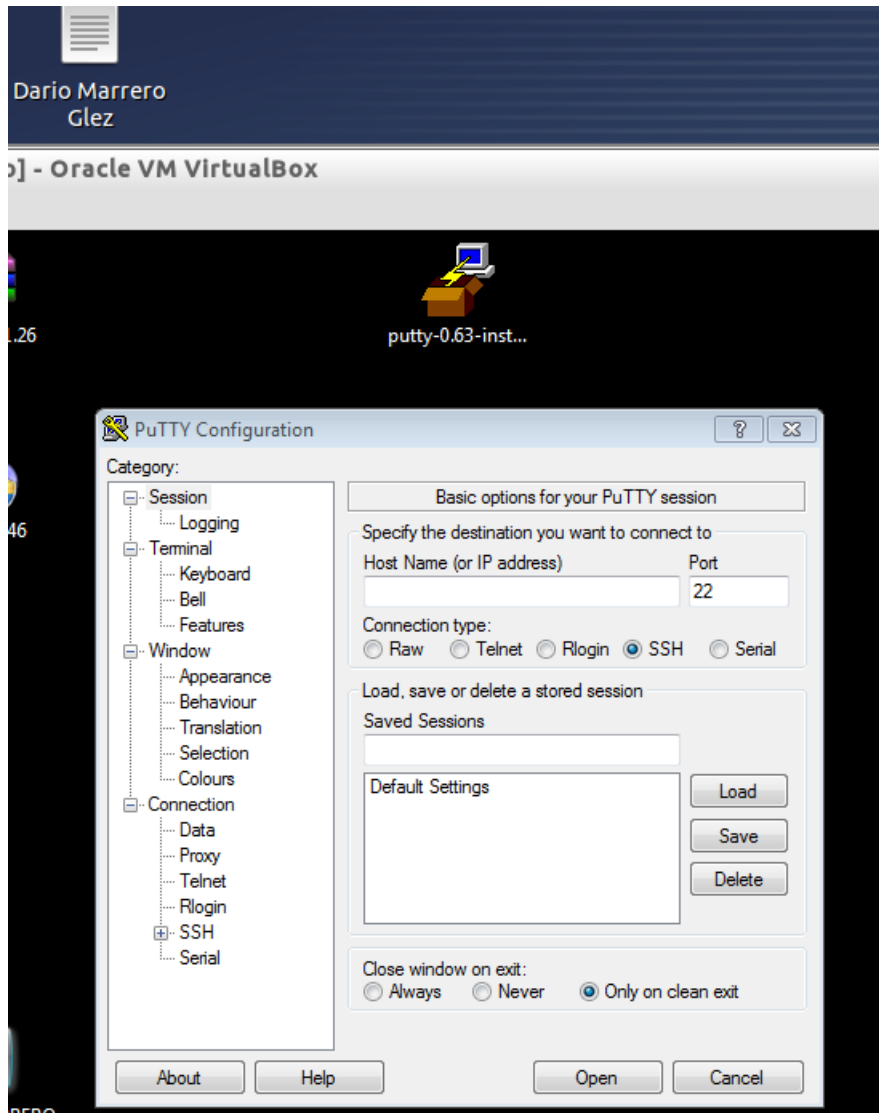 Dario Marrero
Glez
o] - Oracle VM VirtualBox
.26
putty-0.63-inst...
46
PuTTY Configuration
Category:
Session
Logging
Terminal
Keyboard
Bell
Features
Window
Appearance
Behaviour
Translation
Selection
Colours
Connection
Data
Proxy
Telnet
Rlogin
SSH
Serial
Basic options for your PuTTY session
Specify the destination you want to connect to
Host Name (or IP address) Port
22
Connection type:
Raw Telnet Rlogin SSH Serial
Load, save or delete a stored session
Saved Sessions
Default Settings
Load
Save
Delete
Close window on exit:
Always Never Only on clean exit
About Help Open Cancel